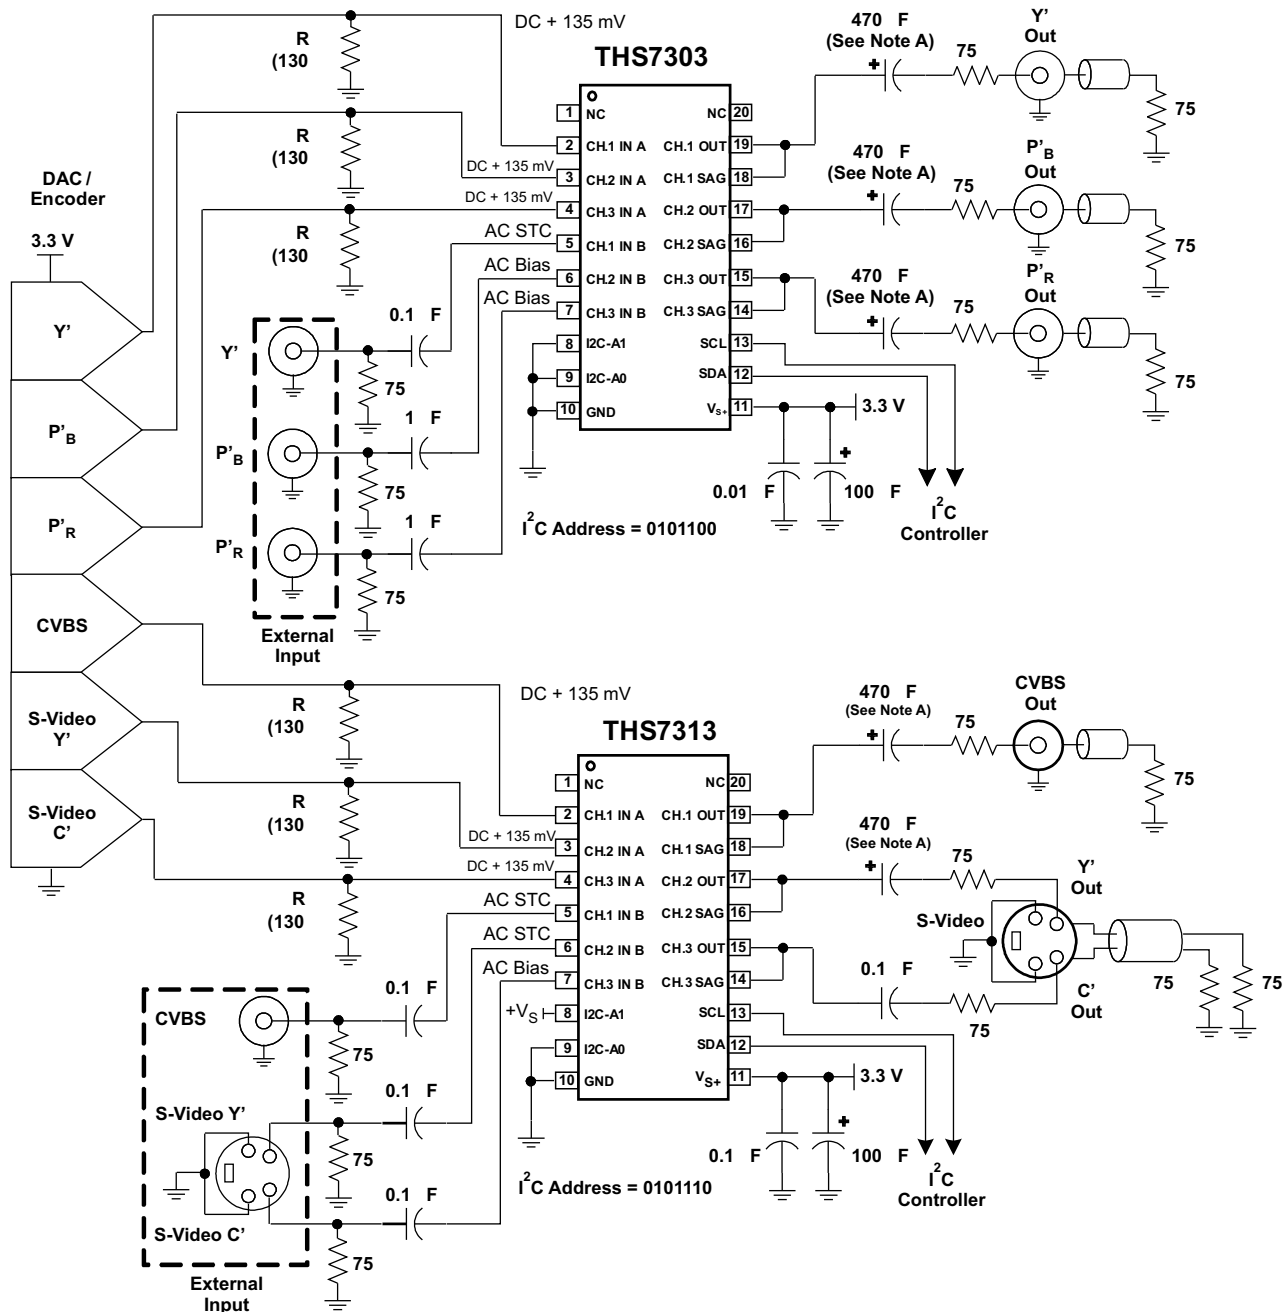 DAC /
Encoder
3.3 V
Y'
P'B
P'R
CVBS
S-Video
Y'
S-Video
C'
R
(130
R
(130
R
(130
DC + 135 mV
DC + 135 mV
DC + 135 mV
AC STC
AC Bias
AC Bias
0.1 F
1 F
1 F
Y'
P'B
P'R
75
75
75
External
Input
THS7303
1 NC
2 CH.1 IN A
3 CH.2 IN A
4 CH.3 IN A
5 CH.1 IN B
6 CH.2 IN B
7 CH.3 IN B
8 I2C-A1
9 I2C-A0
10 GND
NC 20
CH.1 OUT 19
CH.1 SAG 18
CH.2 OUT 17
CH.2 SAG 16
CH.3 OUT 15
CH.3 SAG 14
SCL 13
SDA 12
VS+ 11
3.3 V
0.01 F
100 F
I2C
Controller
I2C Address = 0101100
470 F
(See Note A)
75
Y'
Out
75
470 F
(See Note A)
75
P'B
Out
75
470 F
(See Note A)
75
P'R
Out
75
R
(130
R
(130
R
(130
DC + 135 mV
DC + 135 mV
DC + 135 mV
AC STC
AC STC
AC Bias
+VS
0.1 F
0.1 F
0.1 F
CVBS
S-Video Y'
S-Video C'
75
75
75
External
Input
THS7313
1 NC
2 CH.1 IN A
3 CH.2 IN A
4 CH.3 IN A
5 CH.1 IN B
6 CH.2 IN B
7 CH.3 IN B
8 I2C-A1
9 I2C-A0
10 GND
NC 20
CH.1 OUT 19
CH.1 SAG 18
CH.2 OUT 17
CH.2 SAG 16
CH.3 OUT 15
CH.3 SAG 14
SCL 13
SDA 12
VS+ 11
3.3 V
0.1 F
100 F
I2C
Controller
I2C Address = 0101110
470 F
(See Note A)
75
CVBS
Out
75
470 F
(See Note A)
75
Y'
Out
S-Video
0.1 F
75
C'
Out
75
75